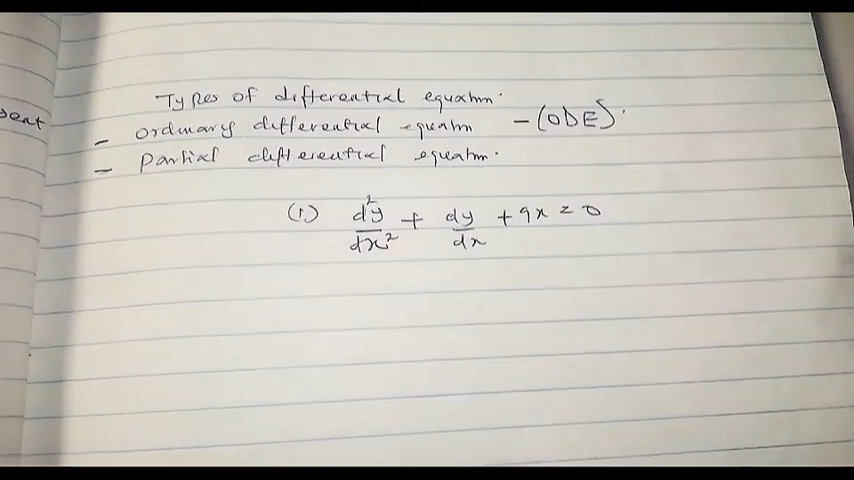 Types of differential equation.
- ordinary differential equation - (ODE).
- Partial differential equation.
(1) d²y/dx² + dy/dx + 9x = 0